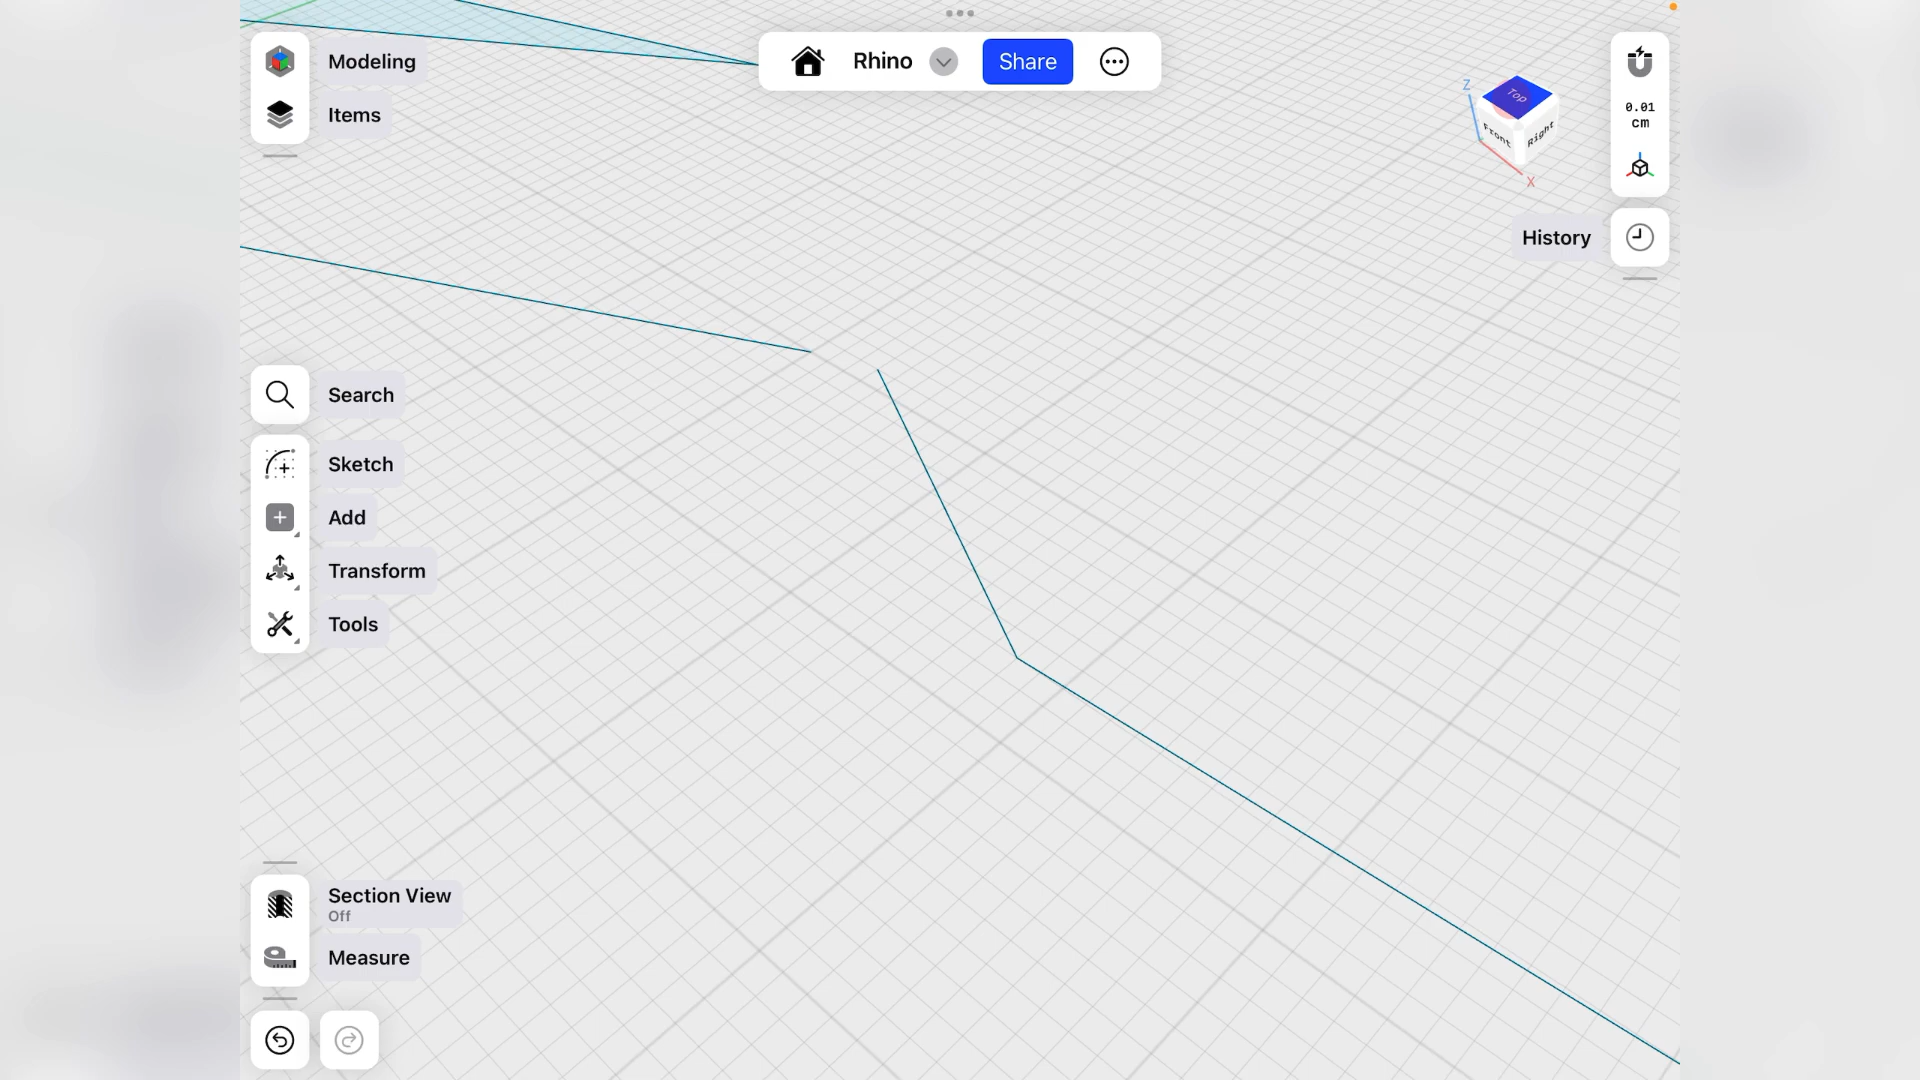 Modeling
Items
Rhino
Share
Z
Top
Front
Right
X
0.01
cm
History
Search
Sketch
Add
Transform
Tools
Section View
Off
Measure